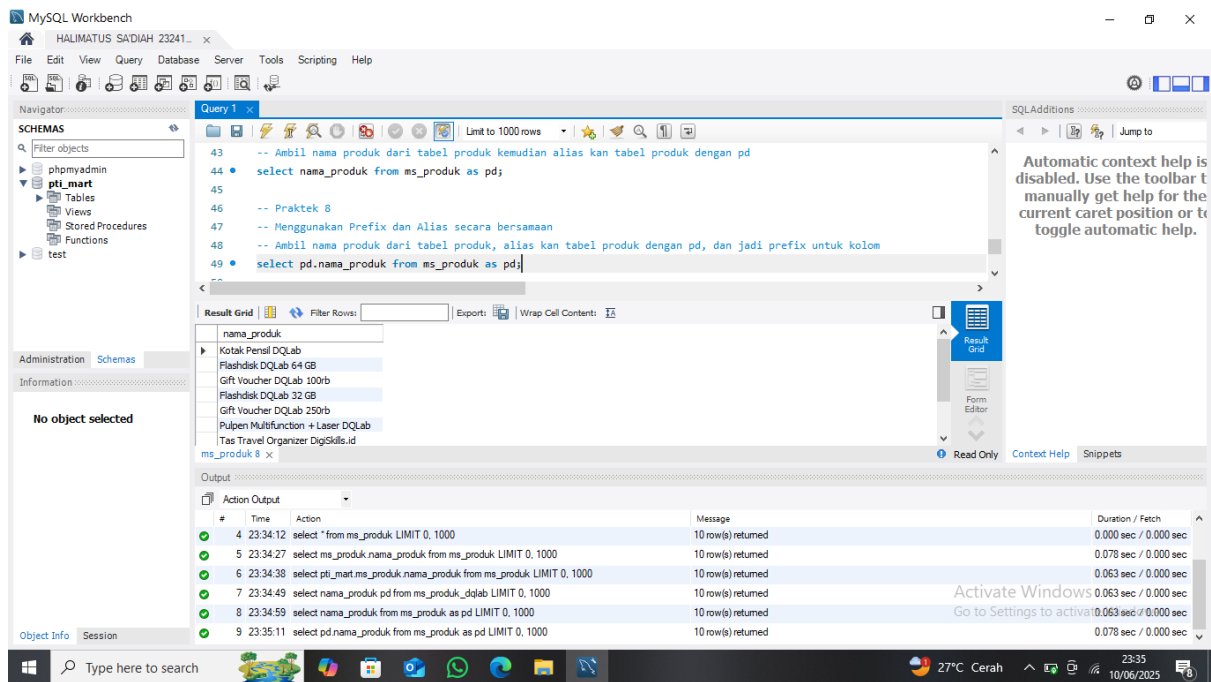 MySQL Workbench
HALIMATUS SA'DIAH 23241...
File Edit View Query Database Server Tools Scripting Help
Navigator
SCHEMAS
Filter objects
phpmyadmin
pti_mart
Tables
Views
Stored Procedures
Functions
test
Administration Schemas
Information
No object selected
Object Info Session
Query 1
Limit to 1000 rows
43 -- Ambil nama produk dari tabel produk kemudian alias kan tabel produk dengan pd
44 select nama_produk from ms_produk as pd;
45
46 -- Praktek 8
47 -- Menggunakan Prefix dan Alias secara bersamaan
48 -- Ambil nama produk dari tabel produk, alias kan tabel produk dengan pd, dan jadi prefix untuk kolom
49 select pd.nama_produk from ms_produk as pd;
Result Grid Filter Rows: Export: Wrap Cell Content:
nama_produk
Kotak Pensil DQLab
Flashdisk DQLab 64 GB
Gift Voucher DQLab 100rb
Flashdisk DQLab 32 GB
Gift Voucher DQLab 250rb
Pulpen Multifunction + Laser DQLab
Tas Travel Organizer DigiSkills.id
Result
Grid
Form
Editor
ms_produk 8
Read Only
SQLAdditions
Jump to
Automatic context help is
disabled. Use the toolbar t
manually get help for the
current caret position or to
toggle automatic help.
Context Help Snippets
Output
Action Output
# Time Action Message Duration / Fetch
4 23:34:12 select * from ms_produk LIMIT 0, 1000 10 row(s) returned 0.000 sec / 0.000 sec
5 23:34:27 select ms_produk.nama_produk from ms_produk LIMIT 0, 1000 10 row(s) returned 0.078 sec / 0.000 sec
6 23:34:38 select pti_mart.ms_produk.nama_produk from ms_produk LIMIT 0, 1000 10 row(s) returned 0.063 sec / 0.000 sec
7 23:34:49 select nama_produk pd from ms_produk_dqlab LIMIT 0, 1000 10 row(s) returned 0.063 sec / 0.000 sec
8 23:34:59 select nama_produk from ms_produk as pd LIMIT 0, 1000 10 row(s) returned 0.063 sec / 0.000 sec
9 23:35:11 select pd.nama_produk from ms_produk as pd LIMIT 0, 1000 10 row(s) returned 0.078 sec / 0.000 sec
Activate Windows
Go to Settings to activate
Type here to search
27°C Cerah
23:35
10/06/2025
8